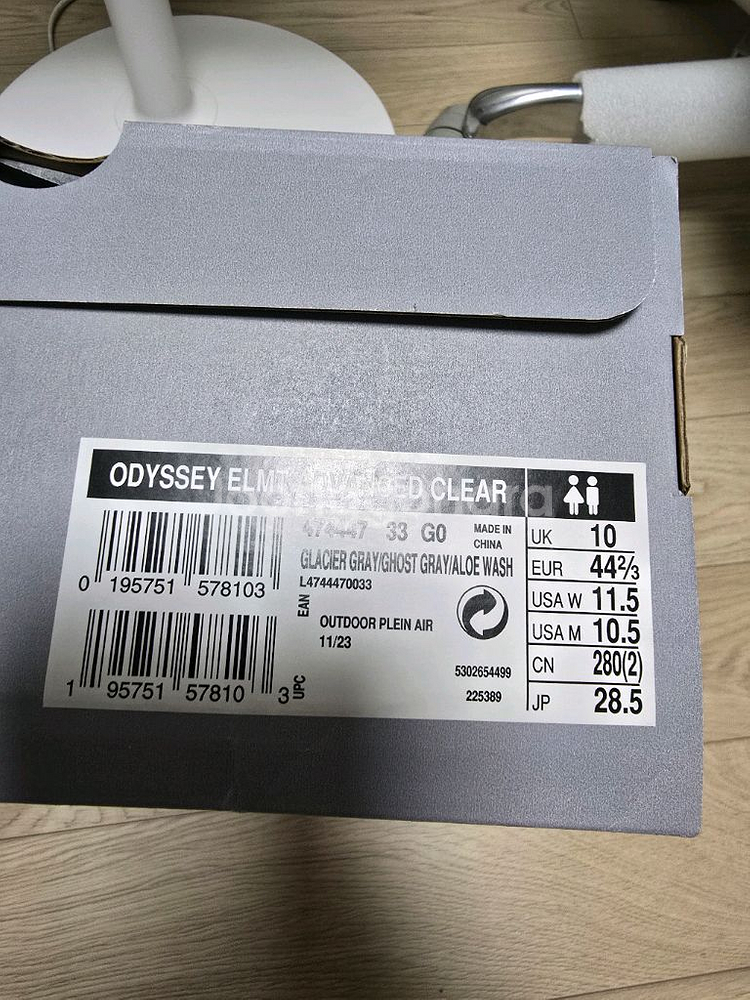 ODYSSEY ELMT ADVANCED CLEAR
474447 33 G0
MADE IN
CHINA
GLACIER GRAY/GHOST GRAY/ALOE WASH
L4744470033
0 195751 578103
EAN
OUTDOOR PLEIN AIR
11/23
1 95751 57810 3
UPC
5302654499
225389
UK 10
EUR 44⅔
USA W 11.5
USA M 10.5
CN 280(2)
JP 28.5